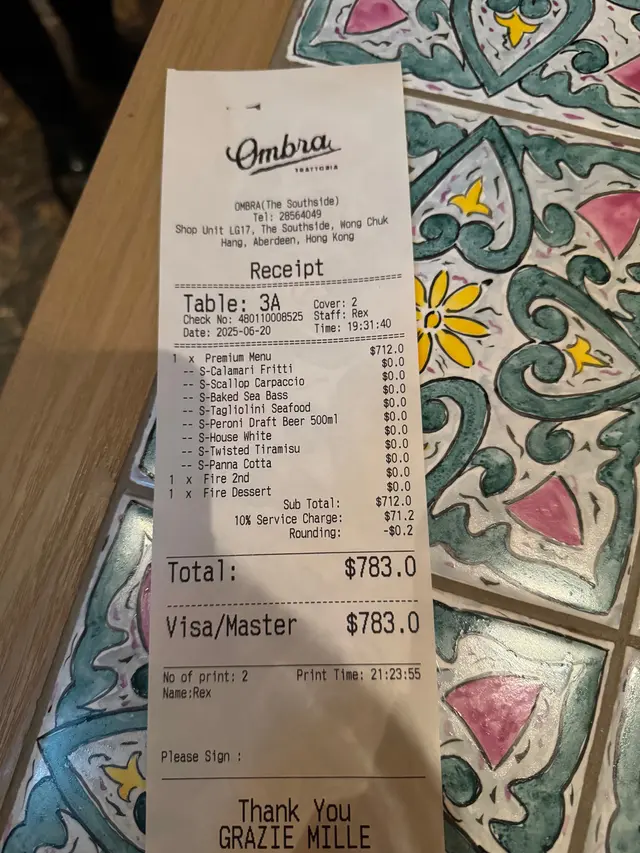 Ombra
TRATTORIA
OMBRA(The Southside)
Tel: 28564049
Shop Unit LG17, The Southside, Wong Chuk
Hang, Aberdeen, Hong Kong
Receipt
Table: 3A Cover: 2
Check No: 480110008525 Staff: Rex
Date: 2025-06-20 Time: 19:31:40
1 x Premium Menu $712.0
-- S-Calamari Fritti $0.0
-- S-Scallop Carpaccio $0.0
-- S-Baked Sea Bass $0.0
-- S-Tagliolini Seafood $0.0
-- S-Peroni Draft Beer 500ml $0.0
-- S-House White $0.0
-- S-Twisted Tiramisu $0.0
-- S-Panna Cotta $0.0
1 x Fire 2nd $0.0
1 x Fire Dessert $0.0
Sub Total: $712.0
10% Service Charge: $71.2
Rounding: -$0.2
Total: $783.0
Visa/Master $783.0
No of print: 2 Print Time: 21:23:55
Name:Rex
Please Sign :
Thank You
GRAZIE MILLE